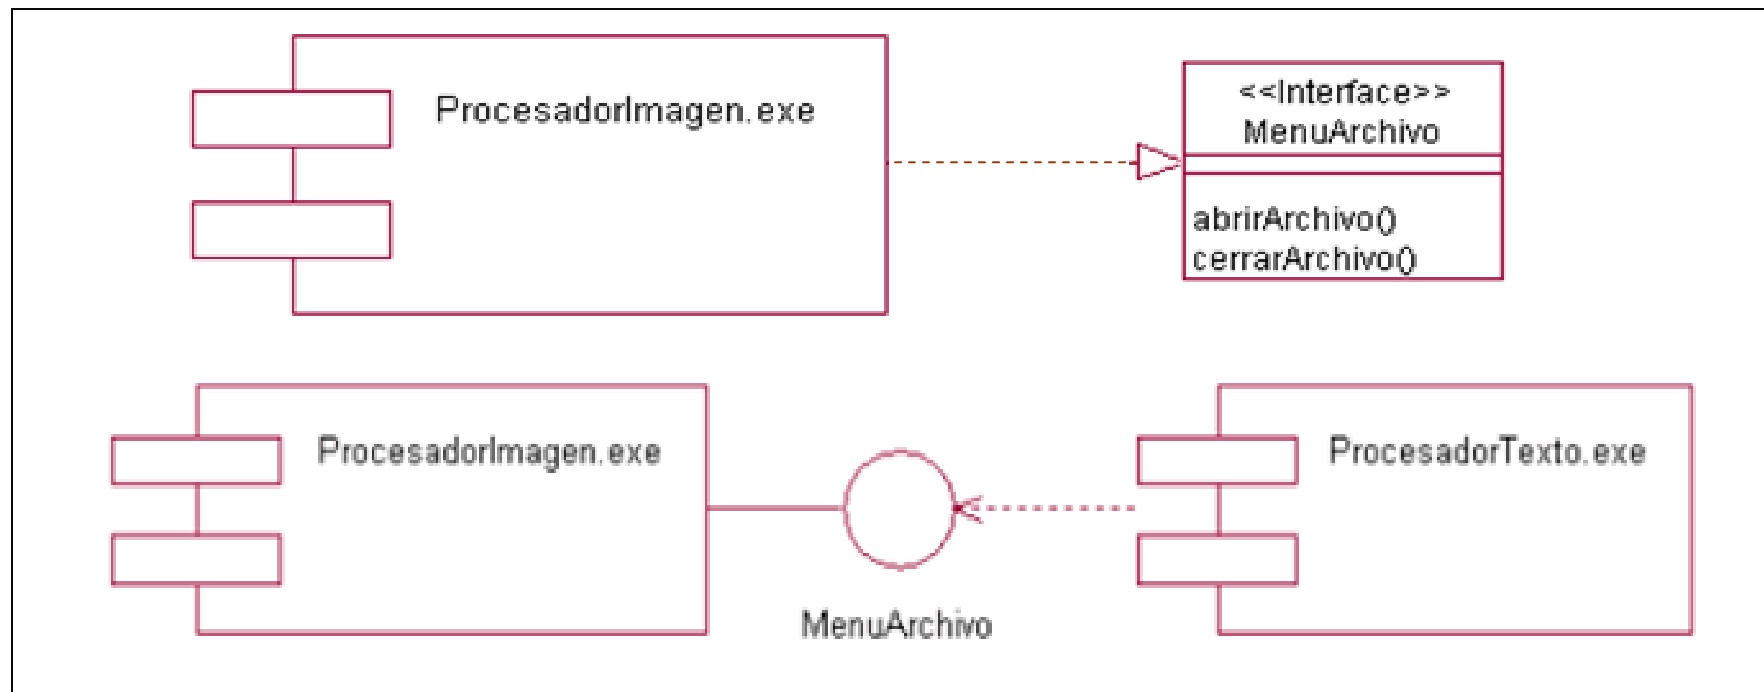 ProcesadorImagen.exe
<<Interface>>
MenuArchivo
abrirArchivo()
cerrarArchivo()
ProcesadorImagen.exe
ProcesadorTexto.exe
MenuArchivo